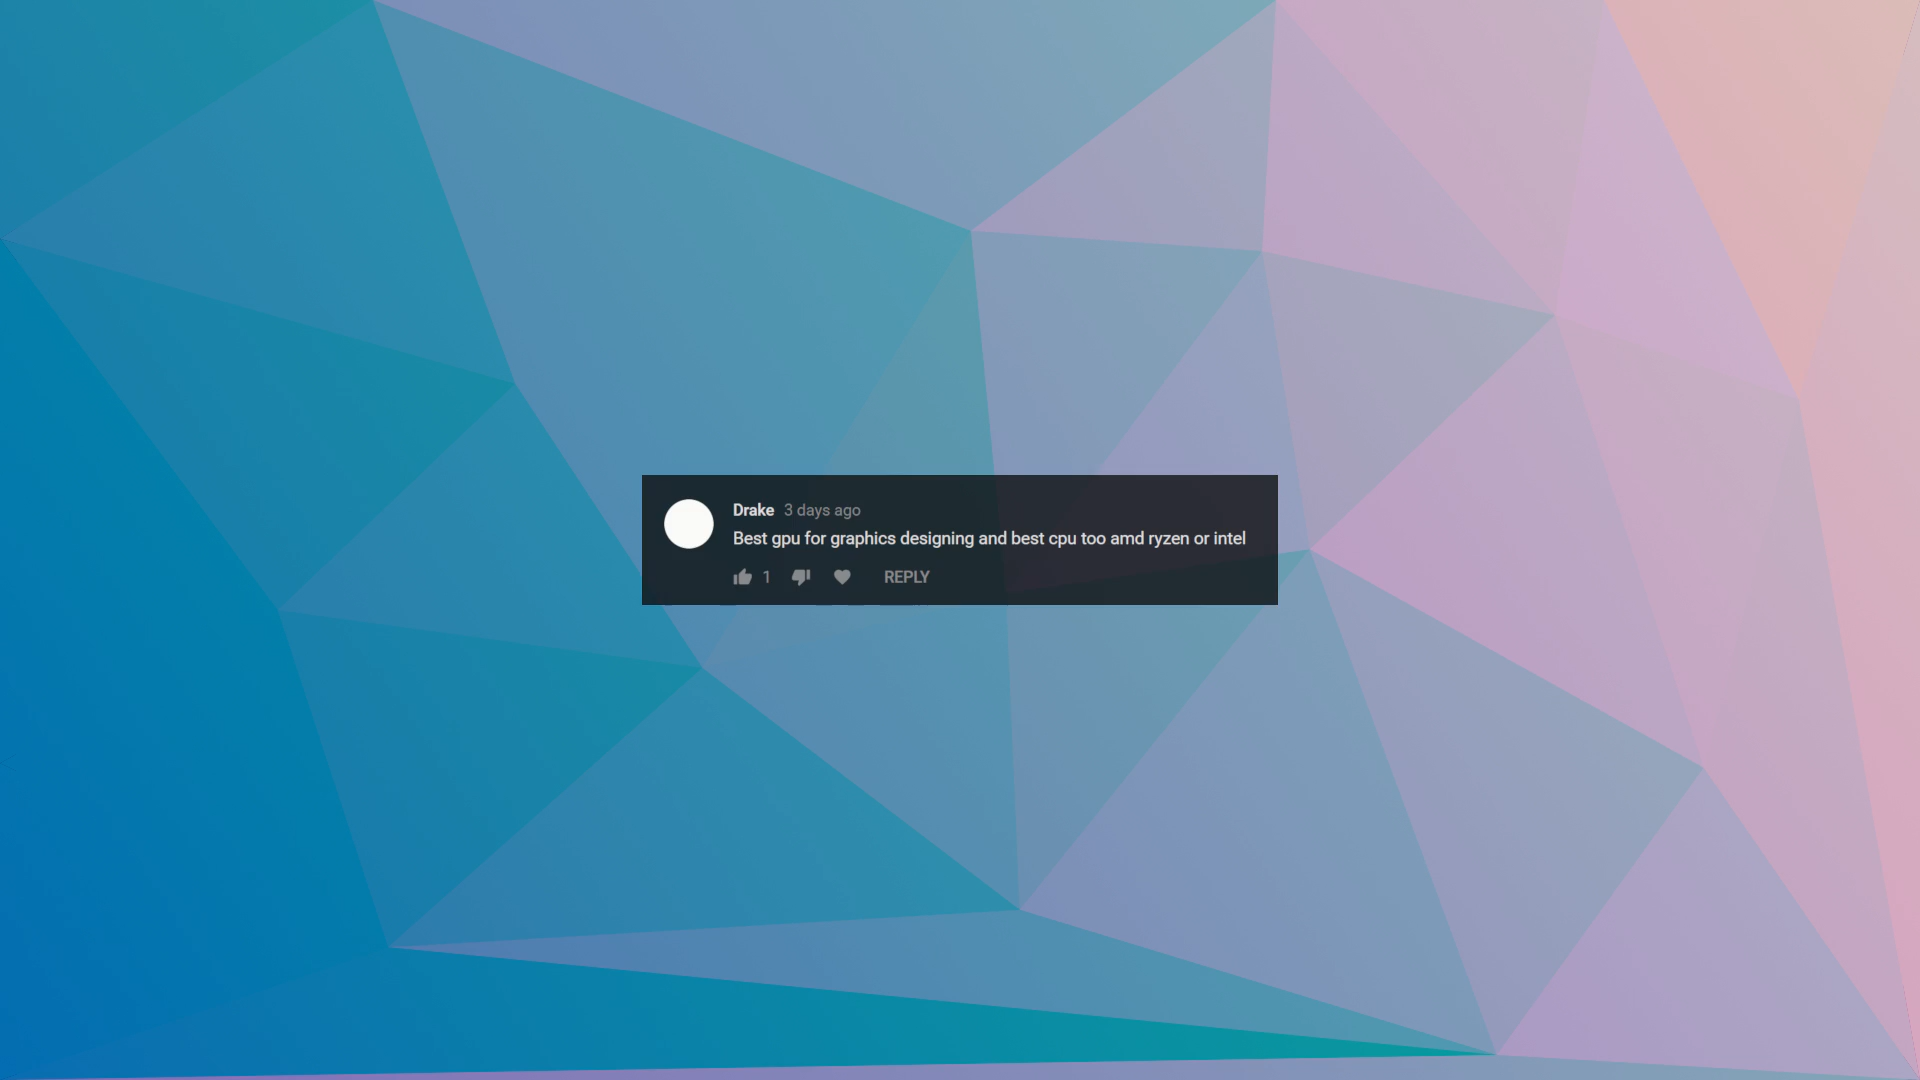 Drake 3 days ago
Best gpu for graphics designing and best cpu too amd ryzen or intel
1 REPLY